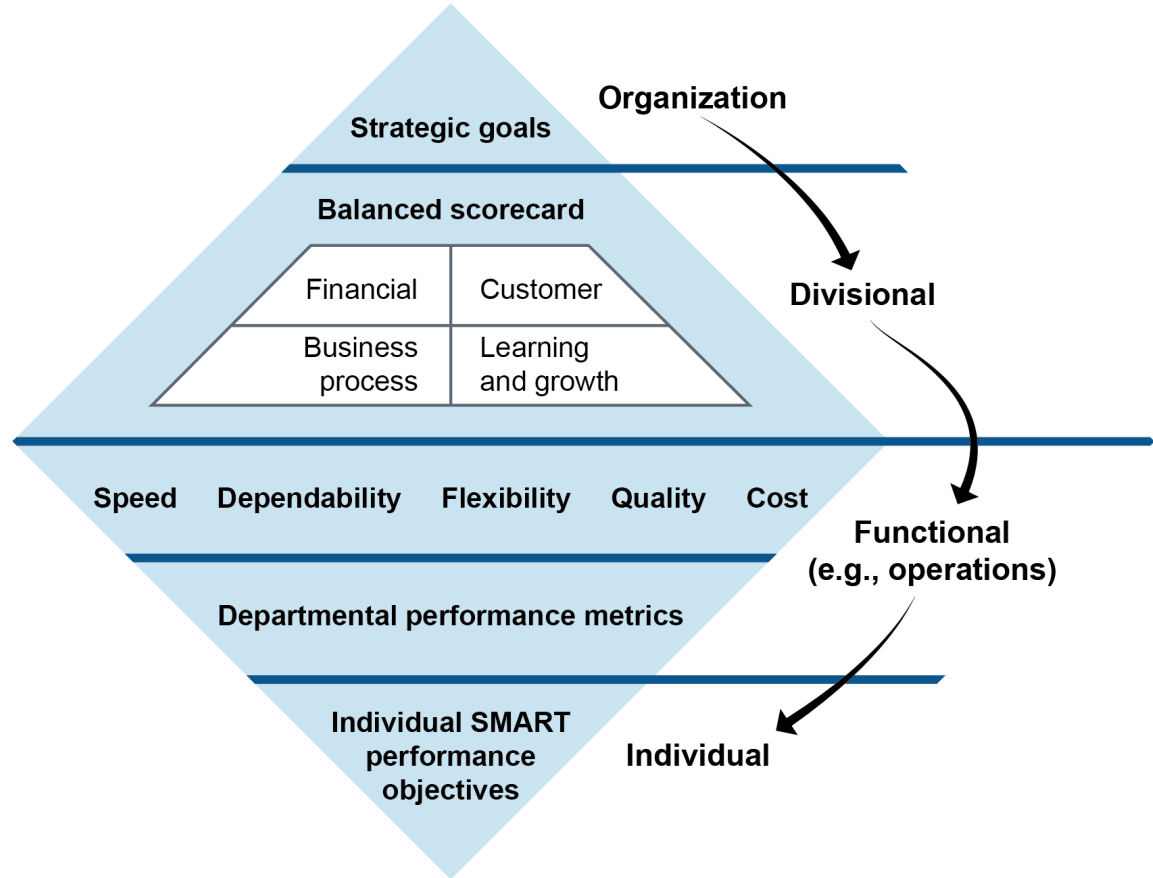 Organization
Strategic goals
Balanced scorecard
Financial
Customer
Divisional
Business
process
Learning
and growth
Speed
Dependability
Flexibility
Quality
Cost
Functional
(e.g., operations)
Departmental performance metrics
Individual SMART
performance
objectives
Individual